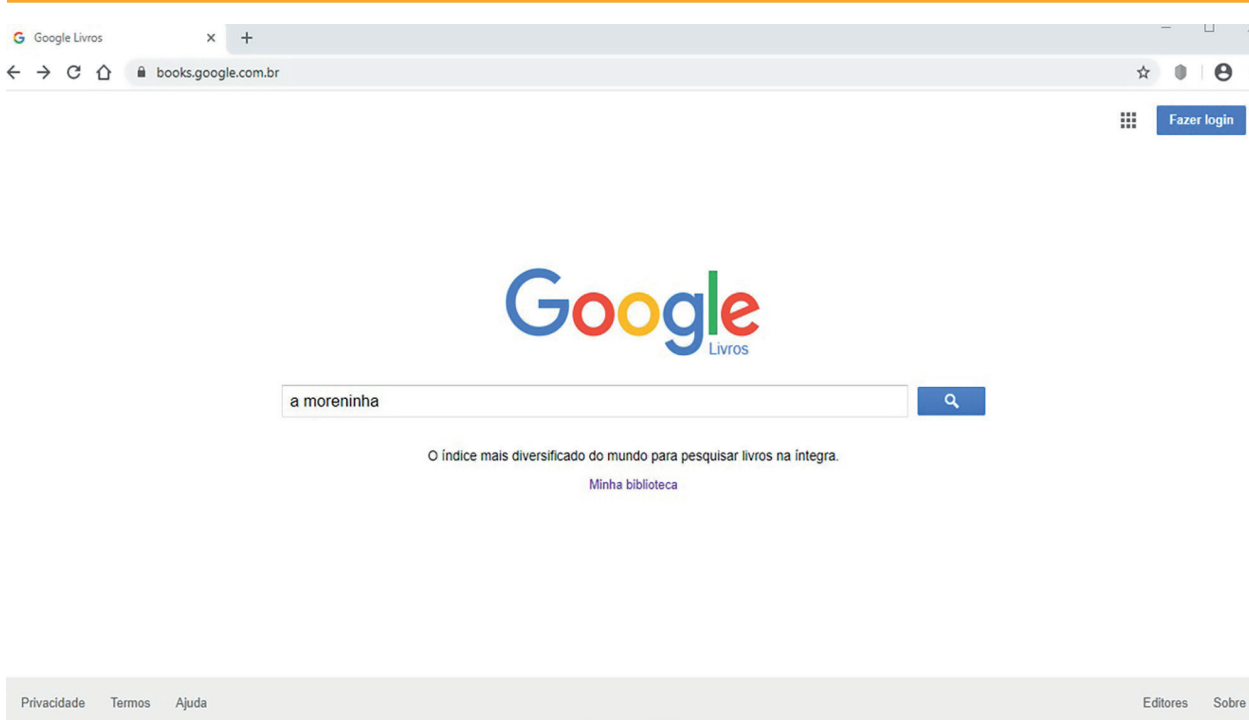 Google Livros
books.google.com.br
Fazer login
Google
Livros
a moreninha
O índice mais diversificado do mundo para pesquisar livros na íntegra.
Minha biblioteca
Privacidade Termos Ajuda Editores Sobre